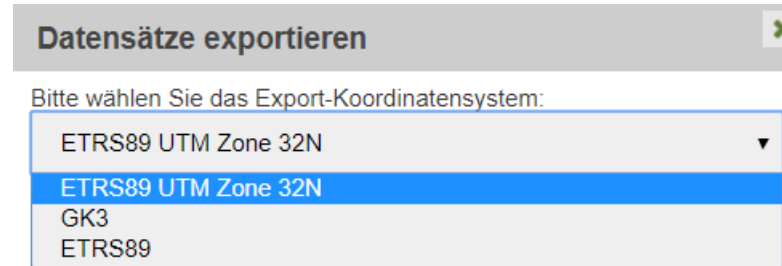 Datensätze exportieren
Bitte wählen Sie das Export-Koordinatensystem:
ETRS89 UTM Zone 32N
ETRS89 UTM Zone 32N
GK3
ETRS89